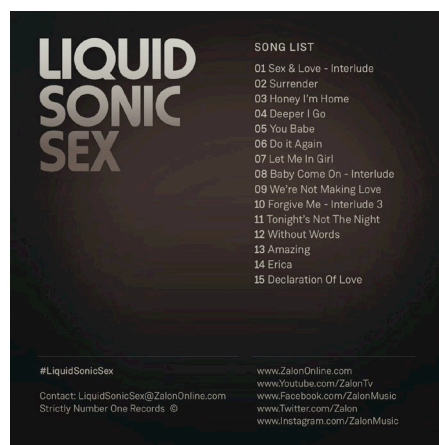 LIQUID
SONIC
SEX
SONG LIST
01 Sex & Love - Interlude
02 Surrender
03 Honey I'm Home
04 Deeper I Go
05 You Babe
06 Do it Again
07 Let Me In Girl
08 Baby Come On - Interlude
09 We're Not Making Love
10 Forgive Me - Interlude 3
11 Tonight's Not The Night
12 Without Words
13 Amazing
14 Erica
15 Declaration Of Love
#LiquidSonicSex
Contact: LiquidSonicSex@ZalonOnline.com
Strictly Number One Records ©
www.ZalonOnline.com
www.Youtube.com/ZalonTv
www.Facebook.com/ZalonMusic
www.Twitter.com/Zalon
www.Instagram.com/ZalonMusic